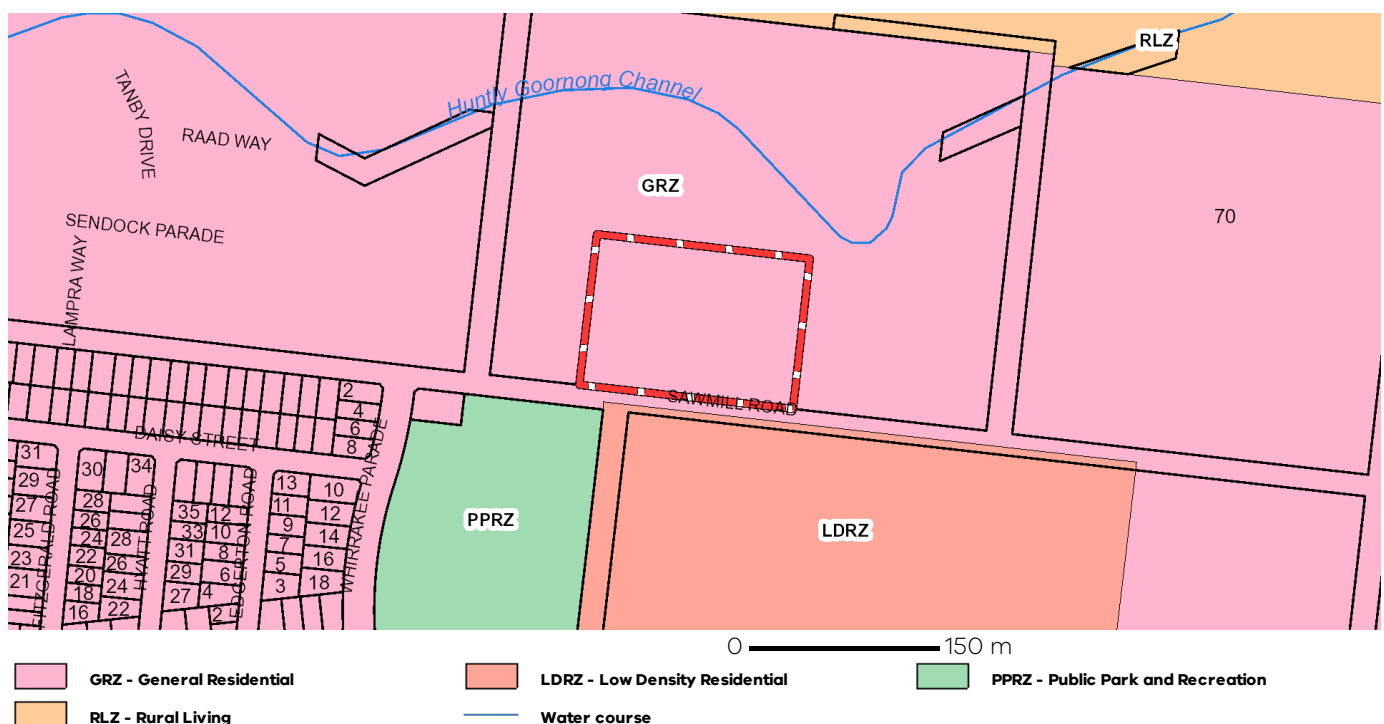 RLZ
Huntly Goornong Channel
TANBY DRIVE
RAAD WAY
GRZ
70
SENDOCK PARADE
LAMPRA WAY
SAWMILL ROAD
2
4
6
8
DAISY STREET
WHIRRAKEE PARADE
31
29
27
25
23
21
FITZGERALD ROAD
30
34
28
26
24
22
20
18
16
28
26
24
22
HYATT ROAD
35
33
31
29
27
12
10
8
6
4
2
EDGERTON ROAD
13
11
9
7
5
3
10
12
14
16
18
PPRZ
LDRZ
0 150 m
GRZ - General Residential
LDRZ - Low Density Residential
PPRZ - Public Park and Recreation
RLZ - Rural Living
Water course